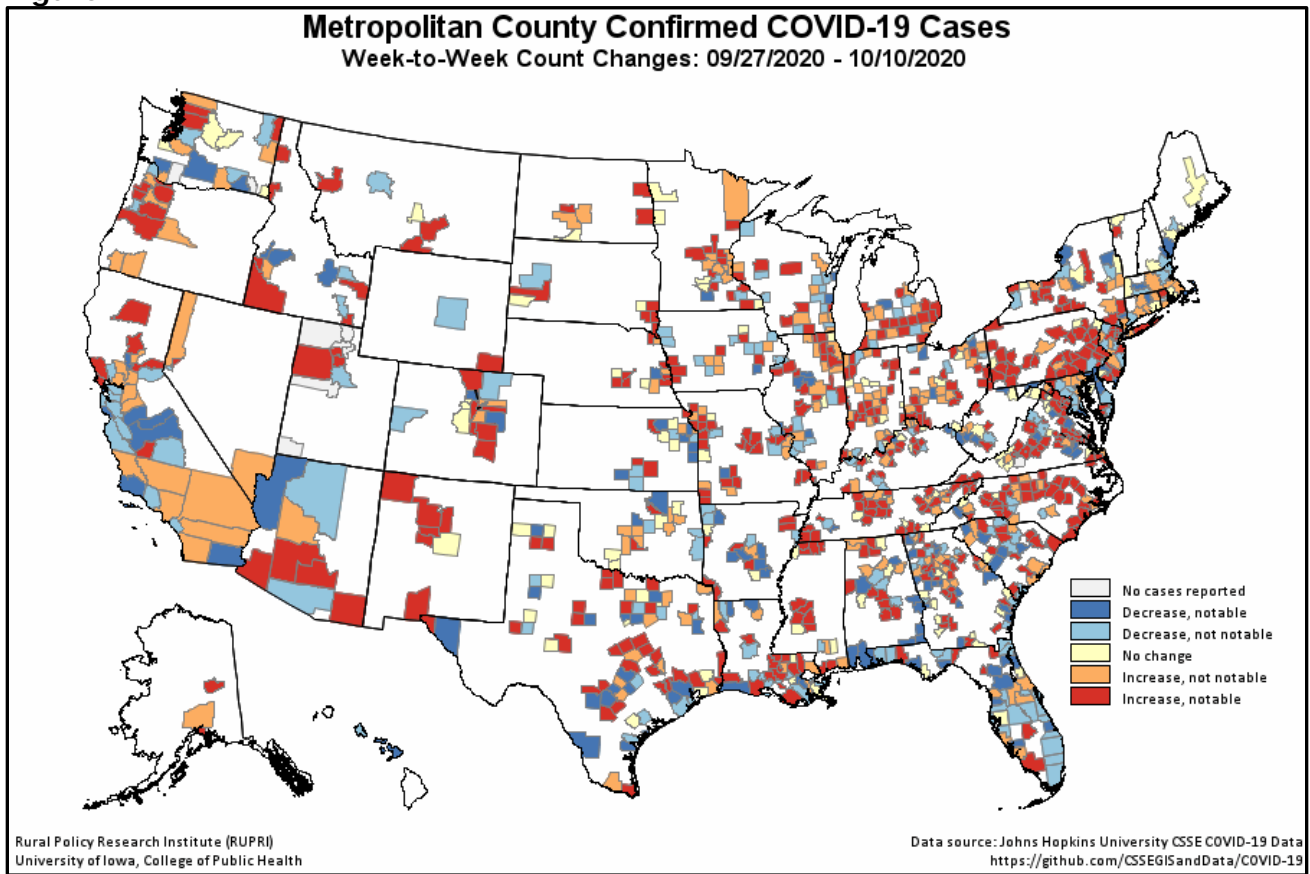 Metropolitan County Confirmed COVID-19 Cases
Week-to-Week Count Changes: 09/27/2020 - 10/10/2020
No cases reported
Decrease, notable
Decrease, not notable
No change
Increase, not notable
Increase, notable
Rural Policy Research Institute (RUPRI)
University of Iowa, College of Public Health
Data source: Johns Hopkins University CSSE COVID-19 Data
https://github.com/CSSEGISandData/COVID-19